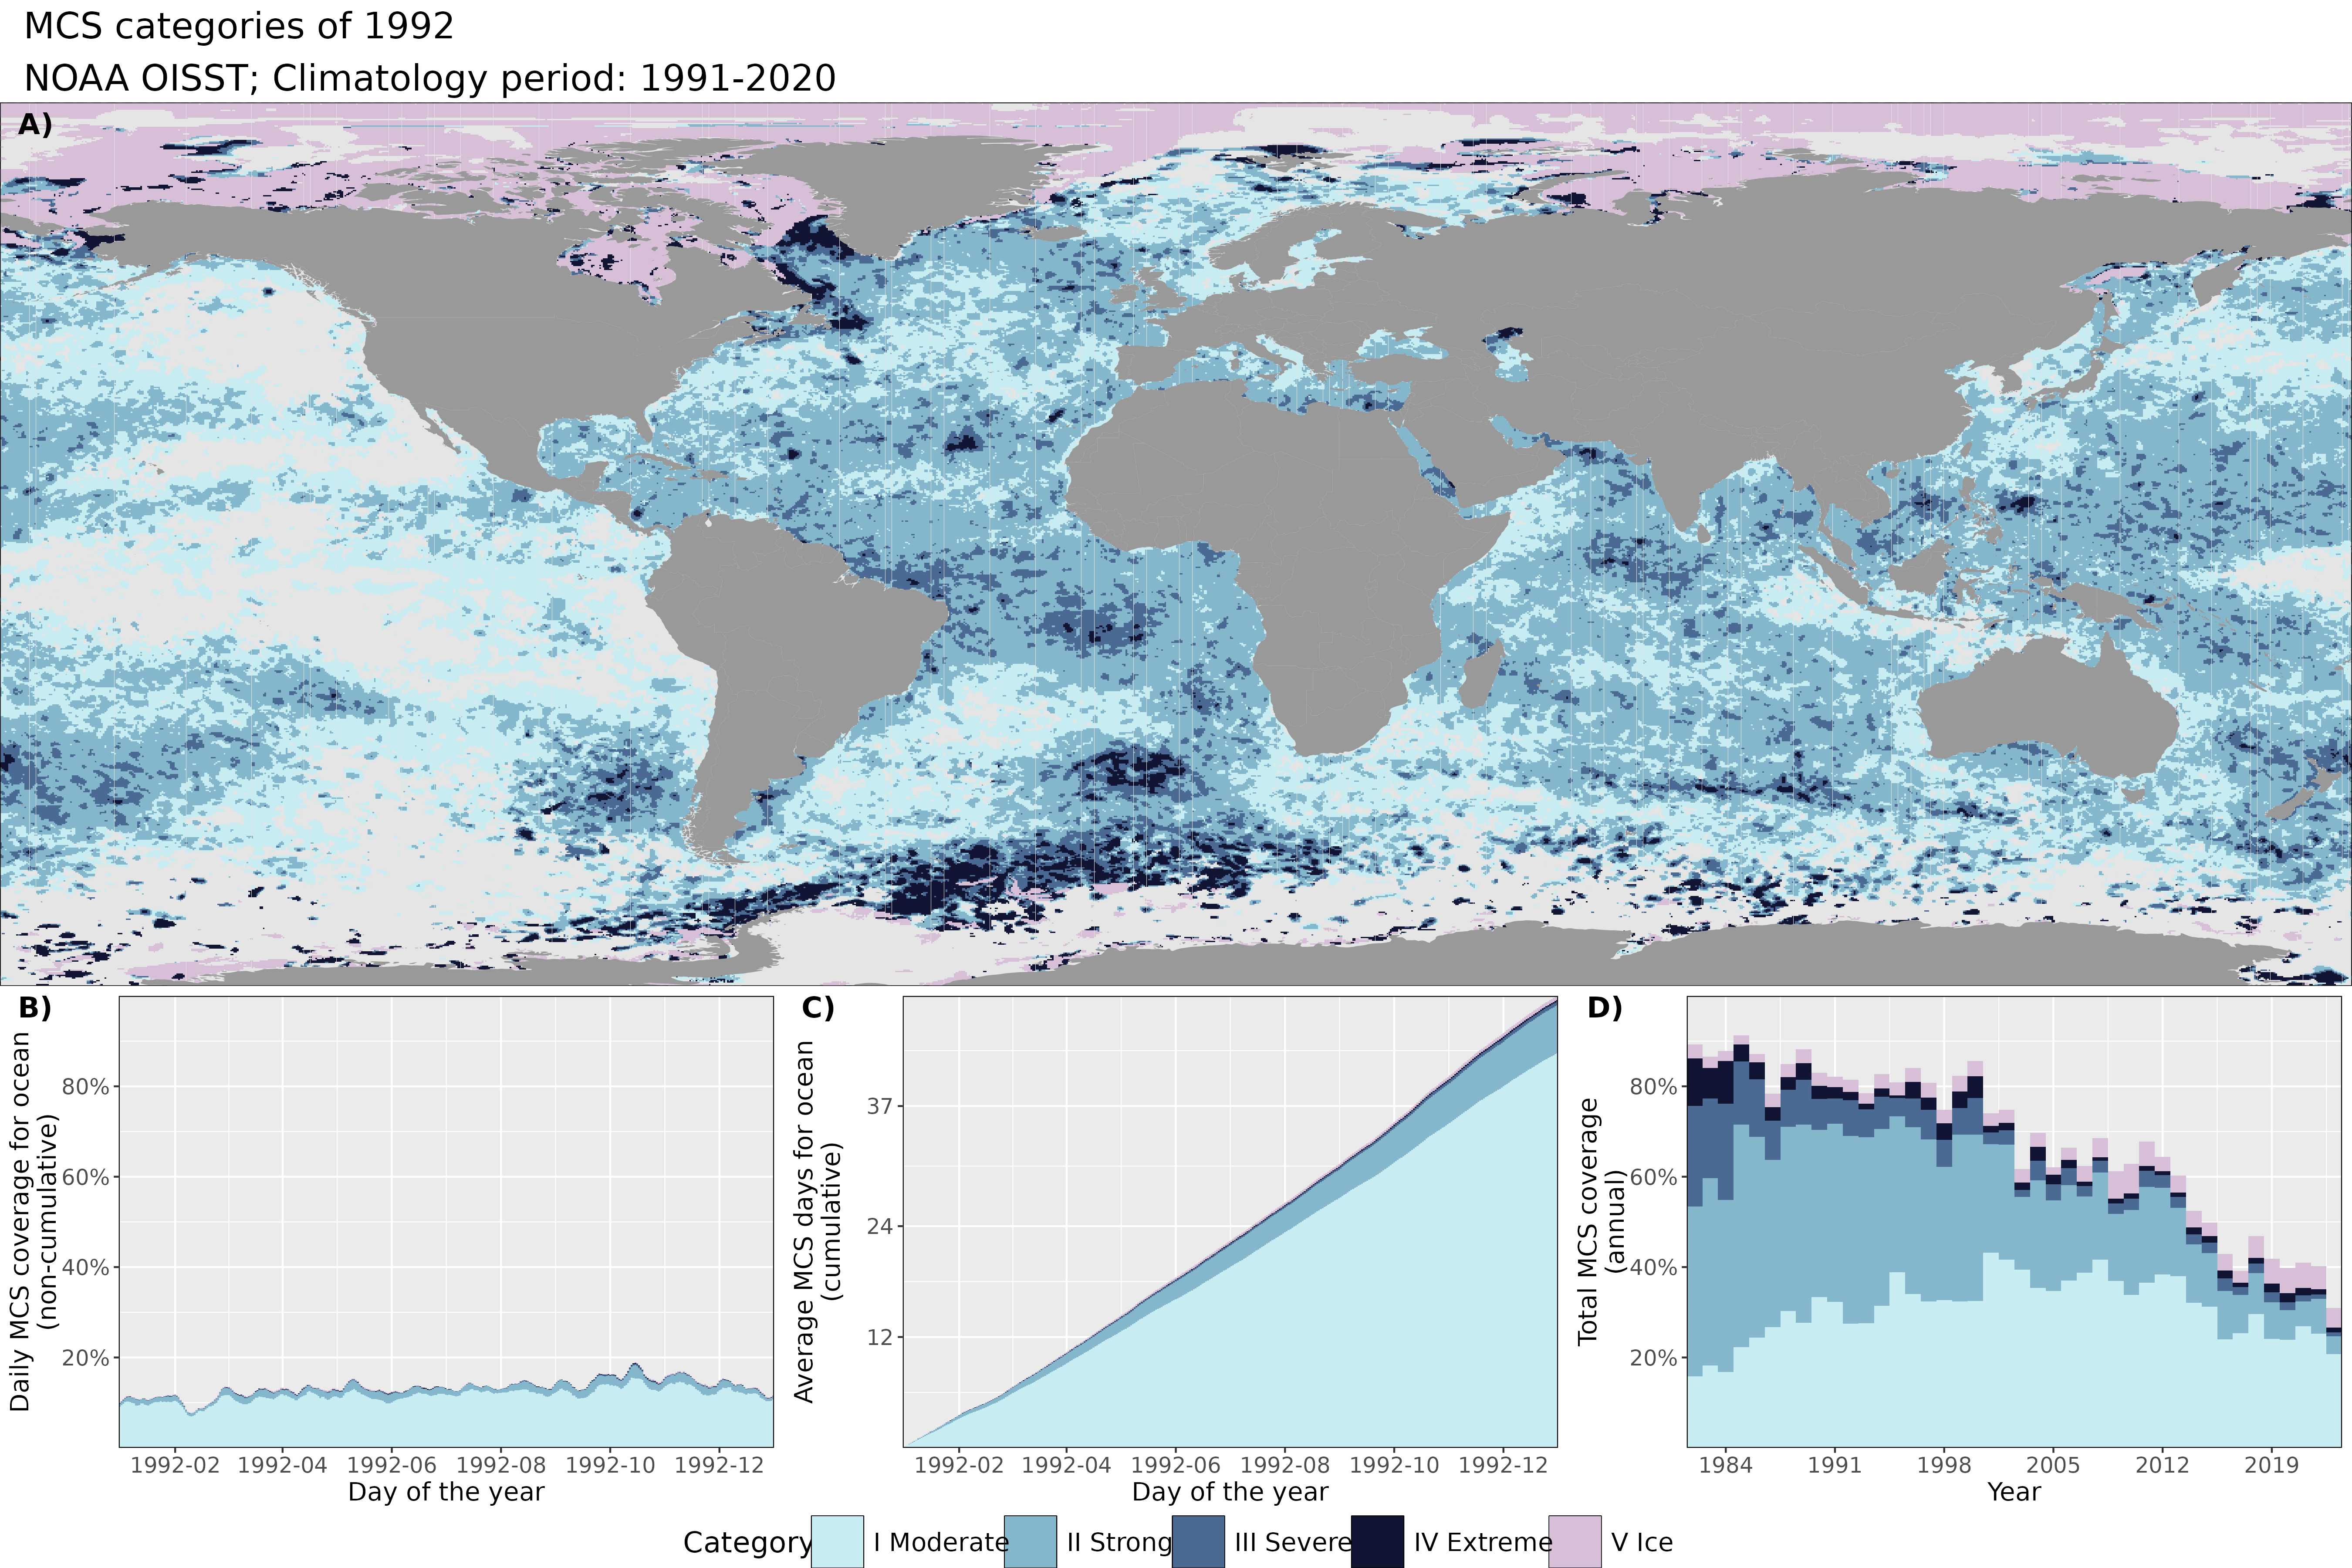 MCS categories of 1992
NOAA OISST; Climatology period: 1991-2020
A)
B)
Daily MCS coverage for ocean
(non-cumulative)
80%
60%
40%
20%
1992-02 1992-04 1992-06 1992-08 1992-10 1992-12
Day of the year
C)
Average MCS days for ocean
(cumulative)
37
24
12
1992-02 1992-04 1992-06 1992-08 1992-10 1992-12
Day of the year
D)
Total MCS coverage
(annual)
80%
60%
40%
20%
1984 1991 1998 2005 2012 2019
Year
Category I Moderate II Strong III Severe IV Extreme V Ice